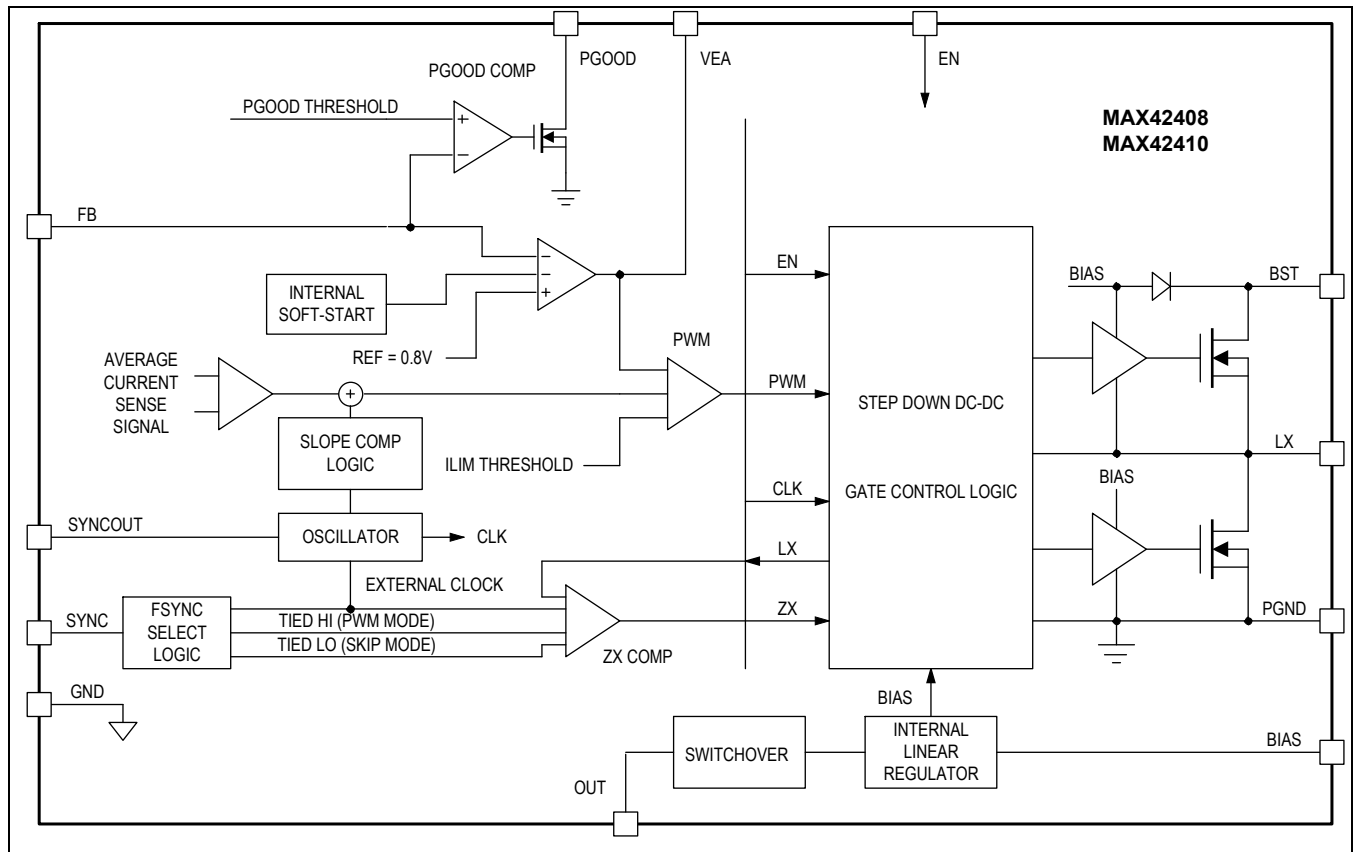 PGOOD
VEA
EN
PGOOD COMP
PGOOD THRESHOLD
+
−
MAX42408
MAX42410
FB
−
−
+
INTERNAL
SOFT-START
REF = 0.8V
EN
BIAS
BST
PWM
AVERAGE
CURRENT
SENSE
SIGNAL
+
PWM
STEP DOWN DC-DC
GATE CONTROL LOGIC
SLOPE COMP
LOGIC
ILIM THRESHOLD
LX
BIAS
CLK
SYNCOUT
OSCILLATOR
CLK
LX
EXTERNAL CLOCK
SYNC
FSYNC
SELECT
LOGIC
TIED HI (PWM MODE)
TIED LO (SKIP MODE)
ZX
ZX COMP
PGND
GND
BIAS
SWITCHOVER
INTERNAL
LINEAR
REGULATOR
BIAS
OUT